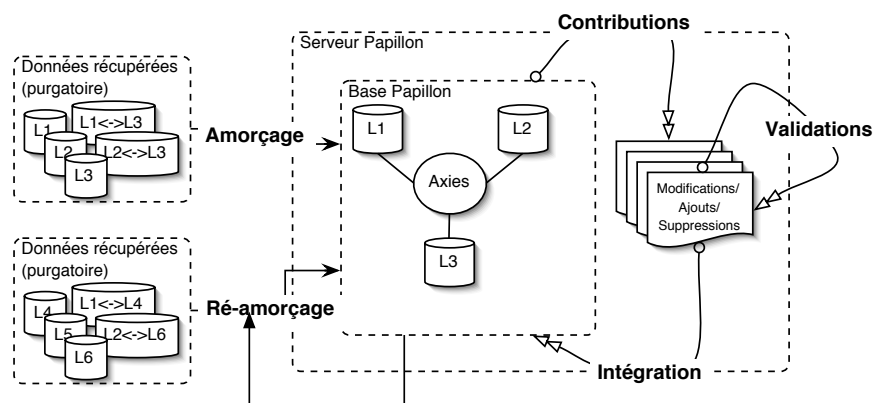 Contributions
Serveur Papillon
Données récupérées
(purgatoire)
L1
L1<->L3
L2
L2<->L3
L3
Amorçage
Base Papillon
L1
L2
Axies
L3
Validations
Modifications/
Ajouts/
Suppressions
Données récupérées
(purgatoire)
L4
L1<->L4
L5
L2<->L6
L6
Ré-amorçage
Intégration